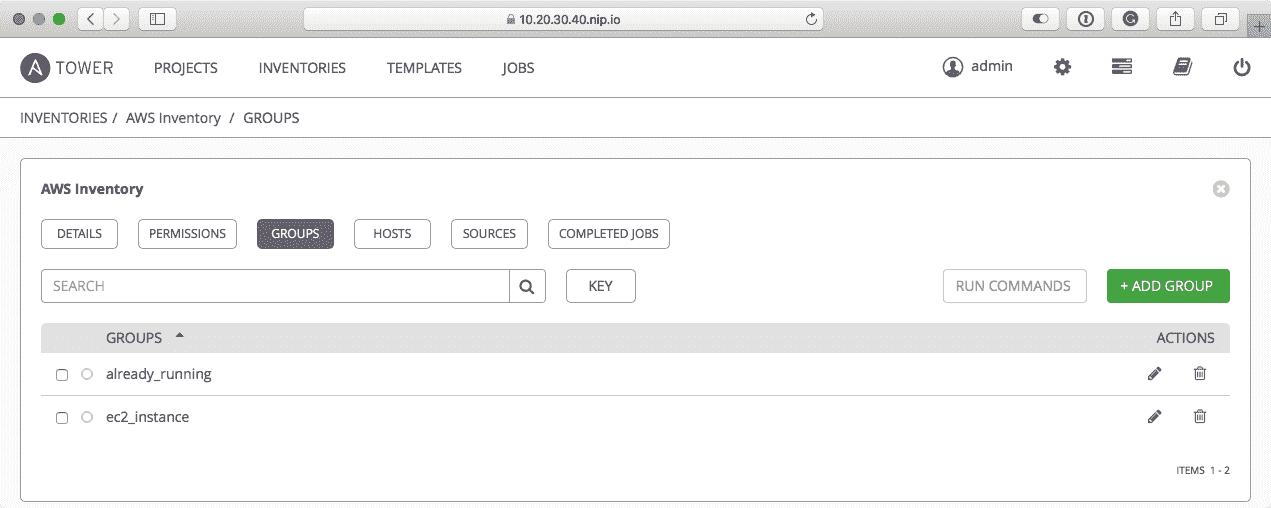 10.20.30.40.nip.io
A TOWER PROJECTS INVENTORIES TEMPLATES JOBS admin
INVENTORIES / AWS Inventory / GROUPS
AWS Inventory
DETAILS PERMISSIONS GROUPS HOSTS SOURCES COMPLETED JOBS
SEARCH KEY RUN COMMANDS + ADD GROUP
GROUPS ACTIONS
already_running
ec2_instance
ITEMS 1 - 2